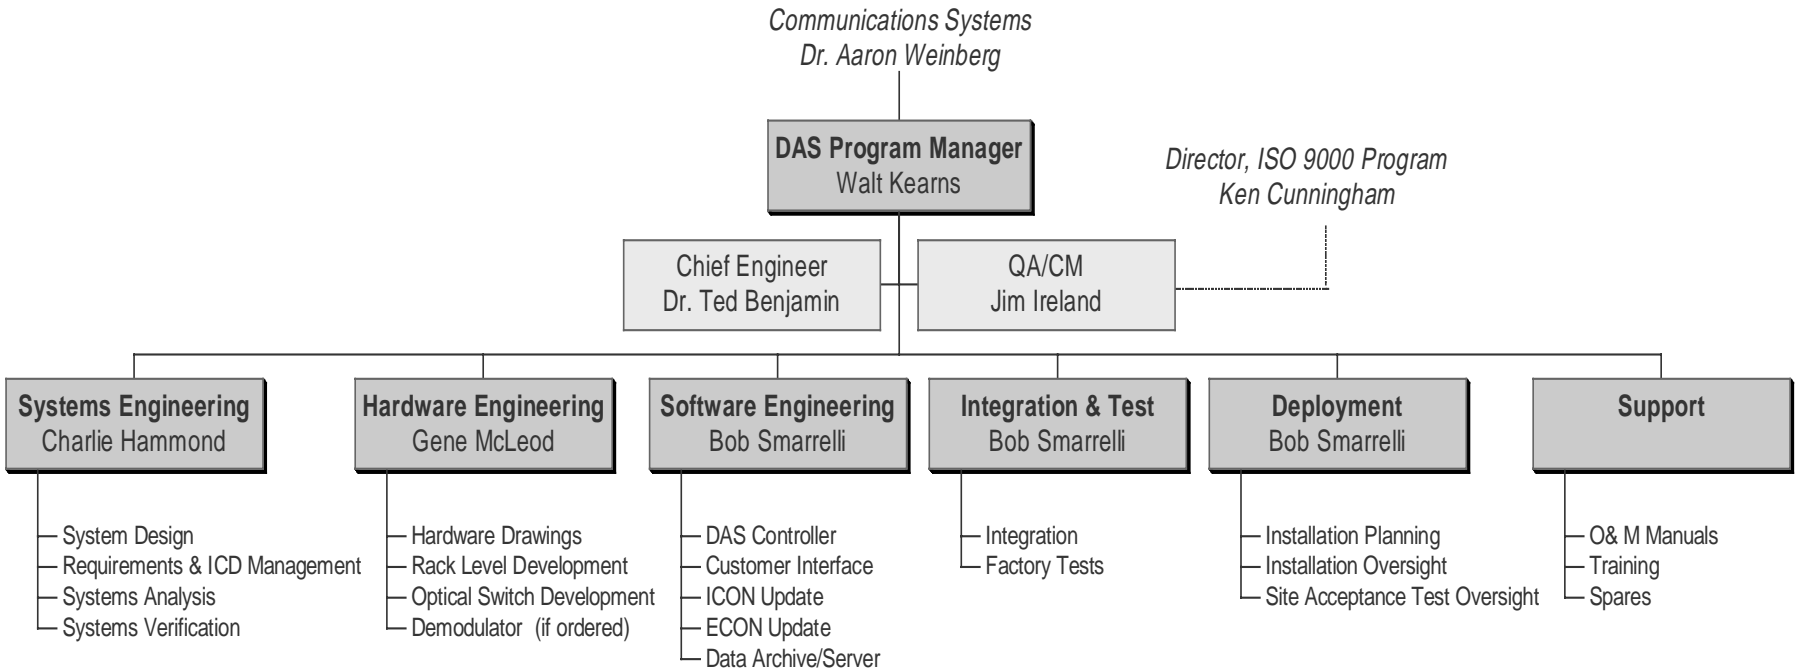 Communications Systems
Dr. Aaron Weinberg
DAS Program Manager
Walt Kearns
Director, ISO 9000 Program
Ken Cunningham
Chief Engineer
Dr. Ted Benjamin
QA/CM
Jim Ireland
Systems Engineering
Charlie Hammond
System Design
Requirements & ICD Management
Systems Analysis
Systems Verification
Hardware Engineering
Gene McLeod
Hardware Drawings
Rack Level Development
Optical Switch Development
Demodulator (if ordered)
Software Engineering
Bob Smarrelli
DAS Controller
Customer Interface
ICON Update
ECON Update
Data Archive/Server
Integration & Test
Bob Smarrelli
Integration
Factory Tests
Deployment
Bob Smarrelli
Installation Planning
Installation Oversight
Site Acceptance Test Oversight
Support
O& M Manuals
Training
Spares